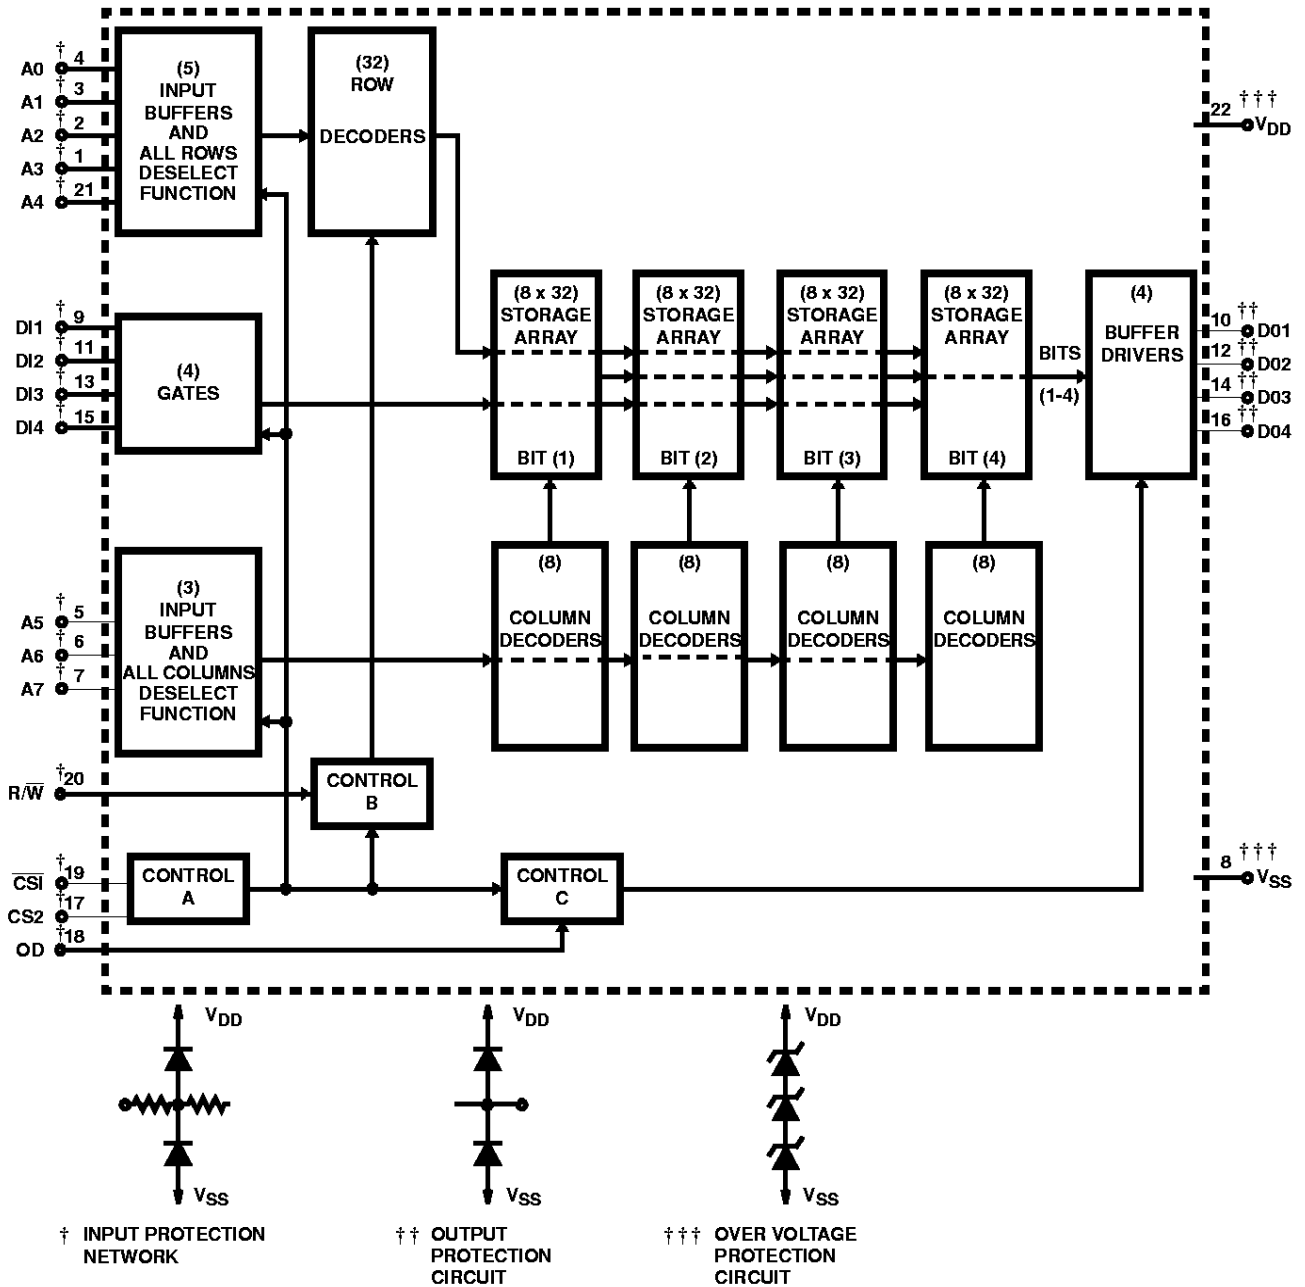 A0 † 4
A1 † 3
A2 † 2
A3 † 1
A4 † 21
(5)
INPUT
BUFFERS
AND
ALL ROWS
DESELECT
FUNCTION
(32)
ROW
DECODERS
22 †††
VDD
DI1 † 9
DI2 † 11
DI3 † 13
DI4 † 15
(4)
GATES
(8 x 32)
STORAGE
ARRAY
BIT (1)
(8 x 32)
STORAGE
ARRAY
BIT (2)
(8 x 32)
STORAGE
ARRAY
BIT (3)
(8 x 32)
STORAGE
ARRAY
BIT (4)
BITS
(1-4)
(4)
BUFFER
DRIVERS
10 †† D01
12 †† D02
14 †† D03
16 †† D04
A5 † 5
A6 † 6
A7 † 7
(3)
INPUT
BUFFERS
AND
ALL COLUMNS
DESELECT
FUNCTION
(8)
COLUMN
DECODERS
(8)
COLUMN
DECODERS
(8)
COLUMN
DECODERS
(8)
COLUMN
DECODERS
R/W̅ † 20
CONTROL
B
C̅S̅I̅ † 19
CS2 † 17
OD † 18
CONTROL
A
CONTROL
C
8 †††
VSS
VDD
VSS
† INPUT PROTECTION
NETWORK
VDD
VSS
†† OUTPUT
PROTECTION
CIRCUIT
VDD
VSS
††† OVER VOLTAGE
PROTECTION
CIRCUIT